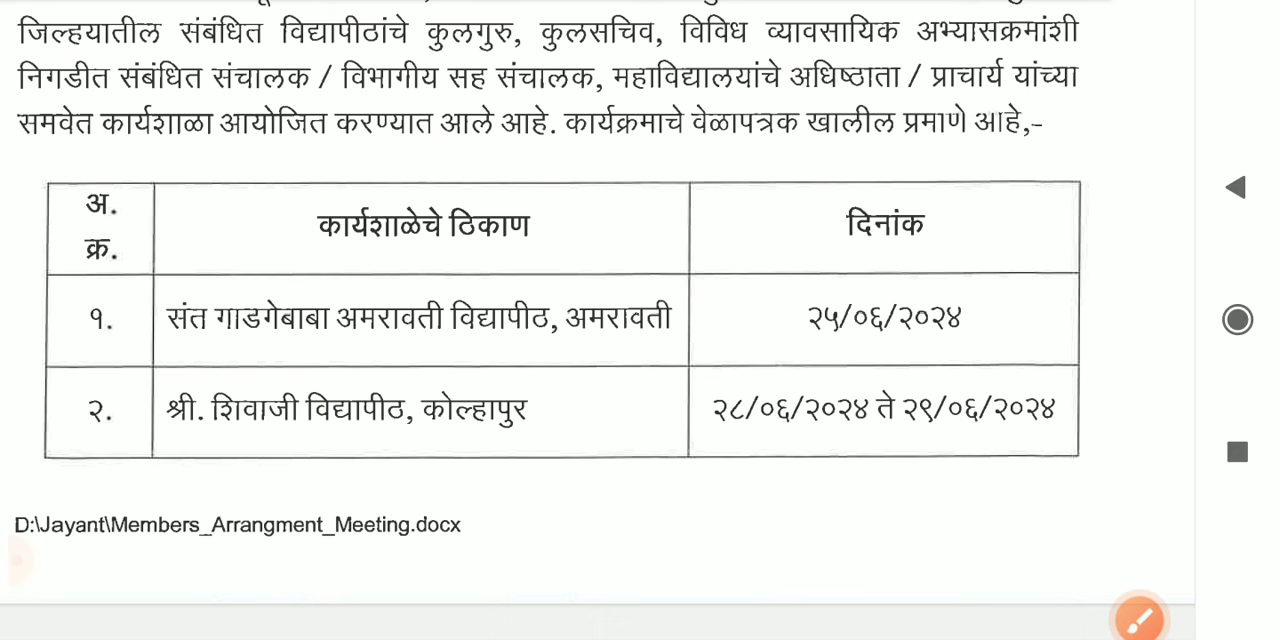 जिल्हयातील संबंधित विद्यापीठांचे कुलगुरु, कुलसचिव, विविध व्यावसायिक अभ्यासक्रमांशी
निगडीत संबंधित संचालक / विभागीय सह संचालक, महाविद्यालयांचे अधिष्ठाता / प्राचार्य यांच्या
समवेत कार्यशाळा आयोजित करण्यात आले आहे. कार्यक्रमाचे वेळापत्रक खालील प्रमाणे आहे,-
अ.
क्र.
कार्यशाळेचे ठिकाण
दिनांक
१.
संत गाडगेबाबा अमरावती विद्यापीठ, अमरावती
२५/०६/२०२४
२.
श्री. शिवाजी विद्यापीठ, कोल्हापुर
२८/०६/२०२४ ते २९/०६/२०२४
D:\Jayant\Members_Arrangment_Meeting.docx